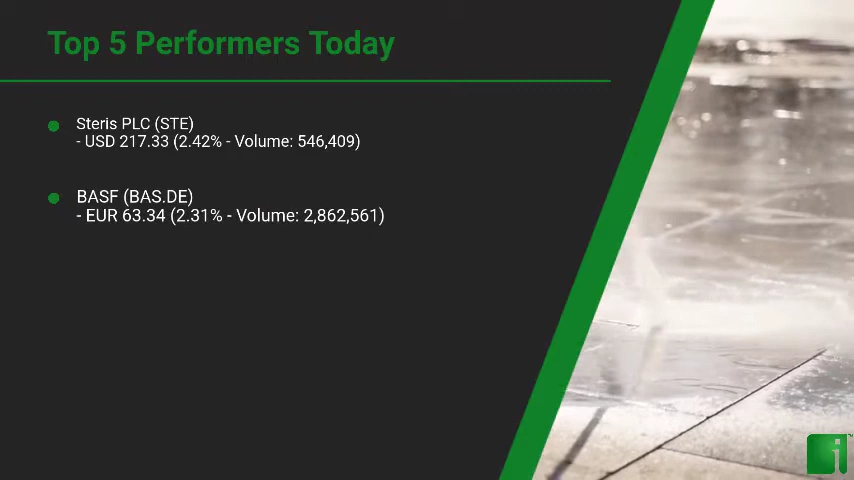 Top 5 Performers Today
Steris PLC (STE)
- USD 217.33 (2.42% - Volume: 546,409)
BASF (BAS.DE)
- EUR 63.34 (2.31% - Volume: 2,862,561)
i™